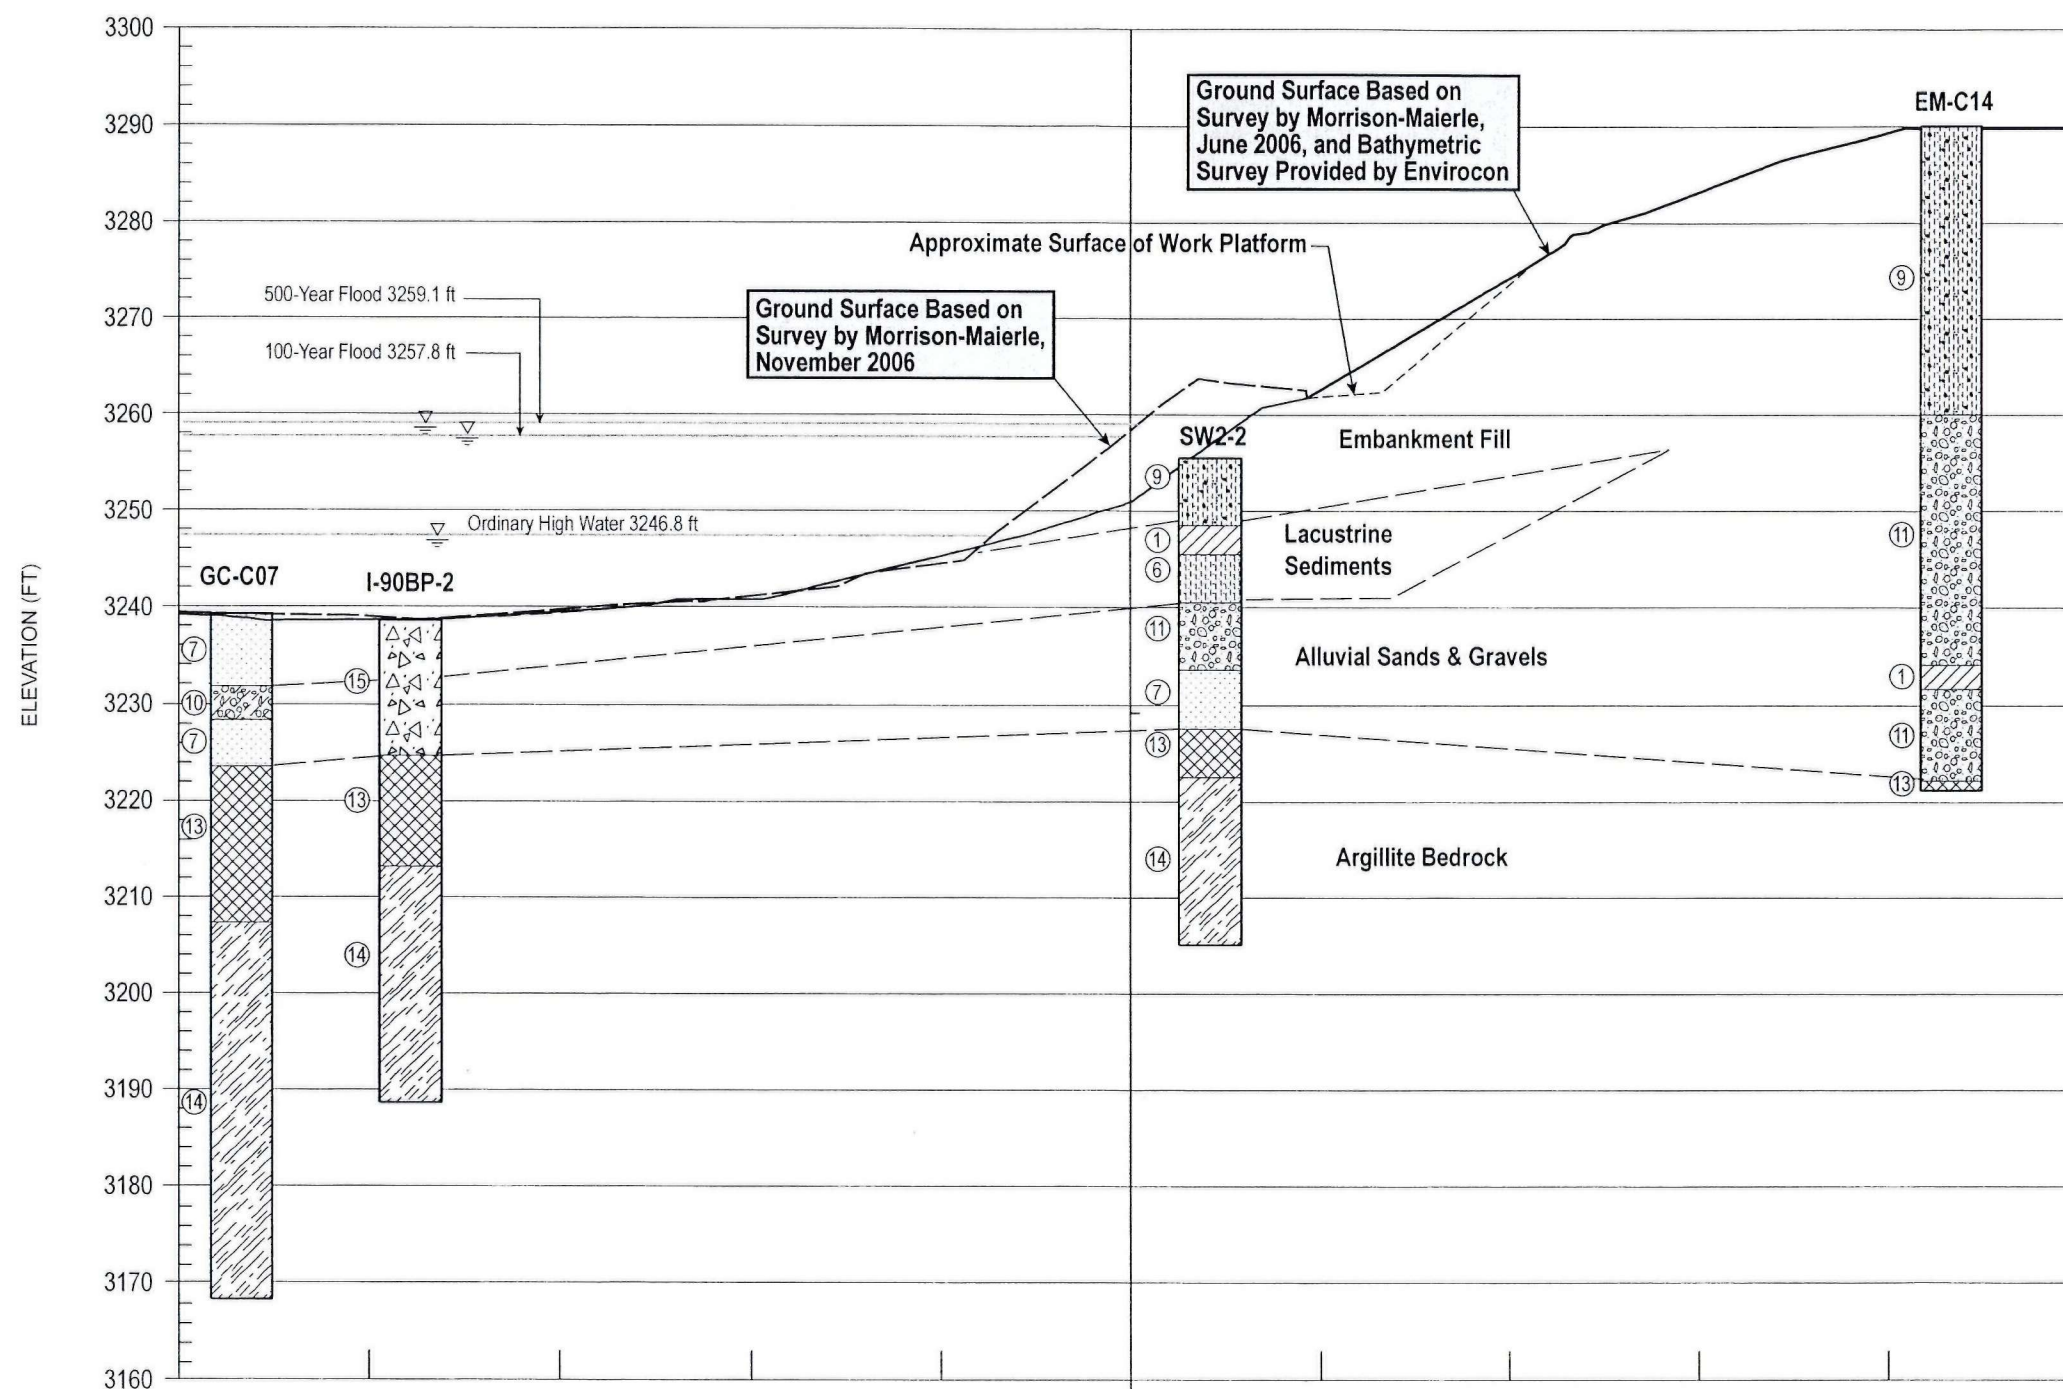 3300
3290
3280
3270
3260
3250
3240
3230
3220
3210
3200
3190
3180
3170
3160
ELEVATION (FT)
Ground Surface Based on
Survey by Morrison-Maierle,
June 2006, and Bathymetric
Survey Provided by Envirocon
EM-C14
Approximate Surface of Work Platform
500-Year Flood 3259.1 ft
100-Year Flood 3257.8 ft
Ground Surface Based on
Survey by Morrison-Maierle,
November 2006
Ordinary High Water 3246.8 ft
GC-C07
7
10
7
13
14
I-90BP-2
15
13
14
SW2-2
9
1
6
11
7
13
14
Embankment Fill
Lacustrine
Sediments
Alluvial Sands & Gravels
Argillite Bedrock
9
11
1
11
13